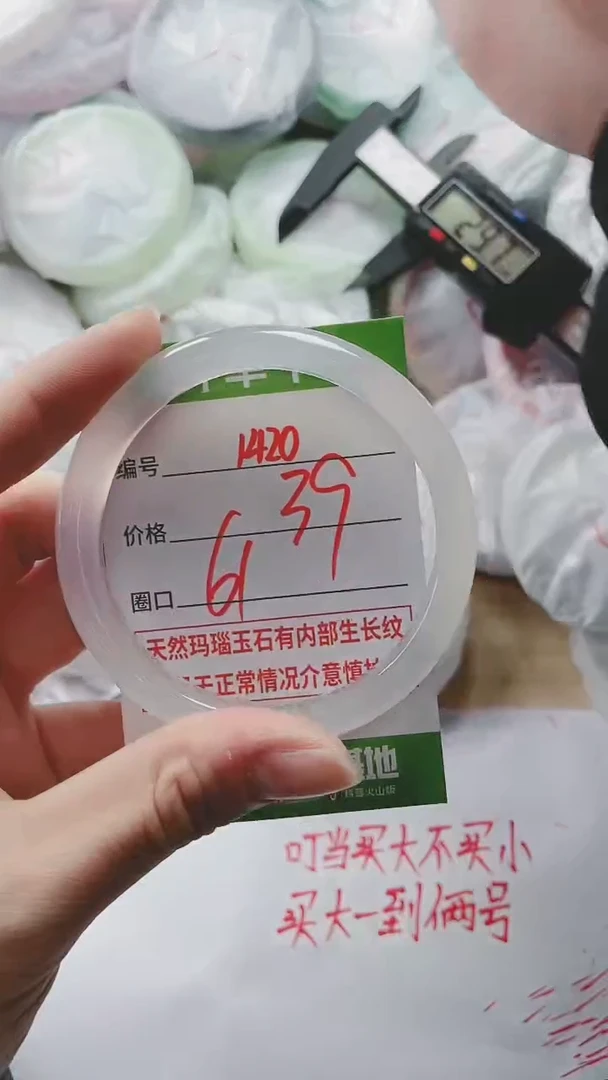 编号 1420
价格 39
圈口 61
天然玛瑙玉石有内部生长纹
于正常情况介意慎
基地
叮当买大不买小
买大一到俩号